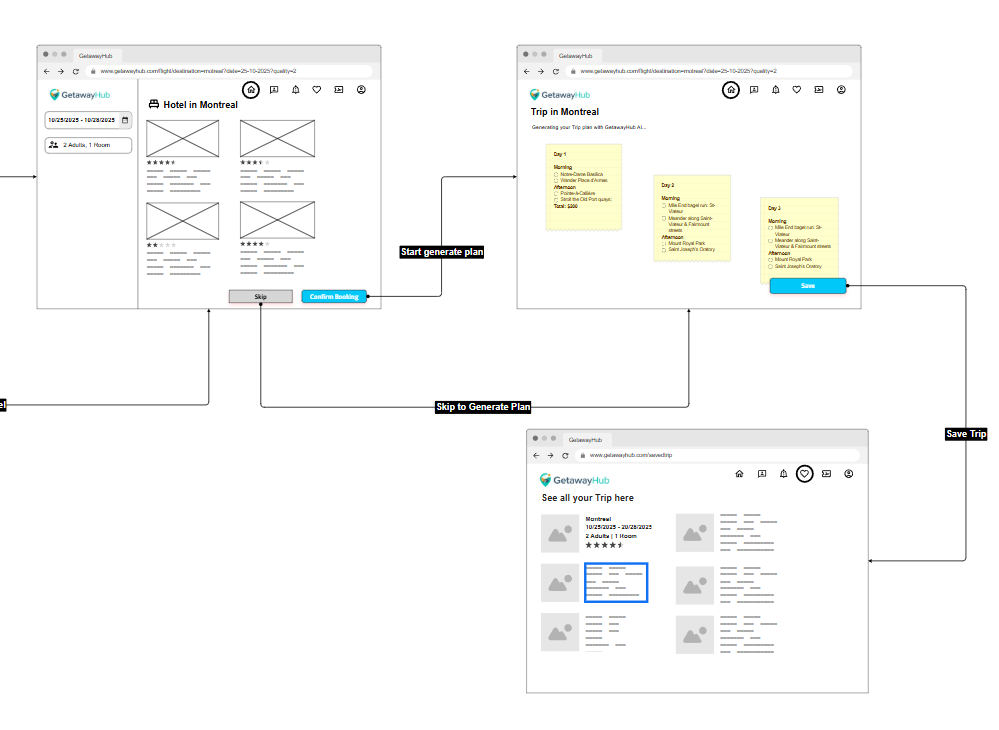 GetawayHub
www.getawayhub.com/flight/destination=motreal?date=25-10-2025?quality=2
GetawayHub
Hotel in Montreal
10/25/2025 - 10/28/2025
2 Adults, 1 Room
Skip
Confirm Booking
Start generate plan
GetawayHub
www.getawayhub.com/flight/destination=motreal?date=25-10-2025?quality=2
GetawayHub
Trip in Montreal
Generating your Trip plan with GetawayHub AI...
Day 1
Morning
Notre-Dame Basilica
Wander Place d'Armes
Afternoon
Pointe-à-Callière
Stroll the Old Port quays:
Total: $200
Day 2
Morning
Mile End bagel run: St-
Viateur
Meander along Saint-
Viateur & Fairmount
streets
Afternoon
Mount Royal Park
Saint Joseph's Oratory
Day 3
Morning
Mile End bagel run: St-
Viateur
Meander along Saint-
Viateur & Fairmount streets
Afternoon
Mount Royal Park
Saint Joseph's Oratory
Save
el
Skip to Generate Plan
Save Trip
GetawayHub
www.getawayhub.com/savedtrip
GetawayHub
See all your Trip here
Montreal
10/25/2025 - 20/28/2025
2 Adults | 1 Room